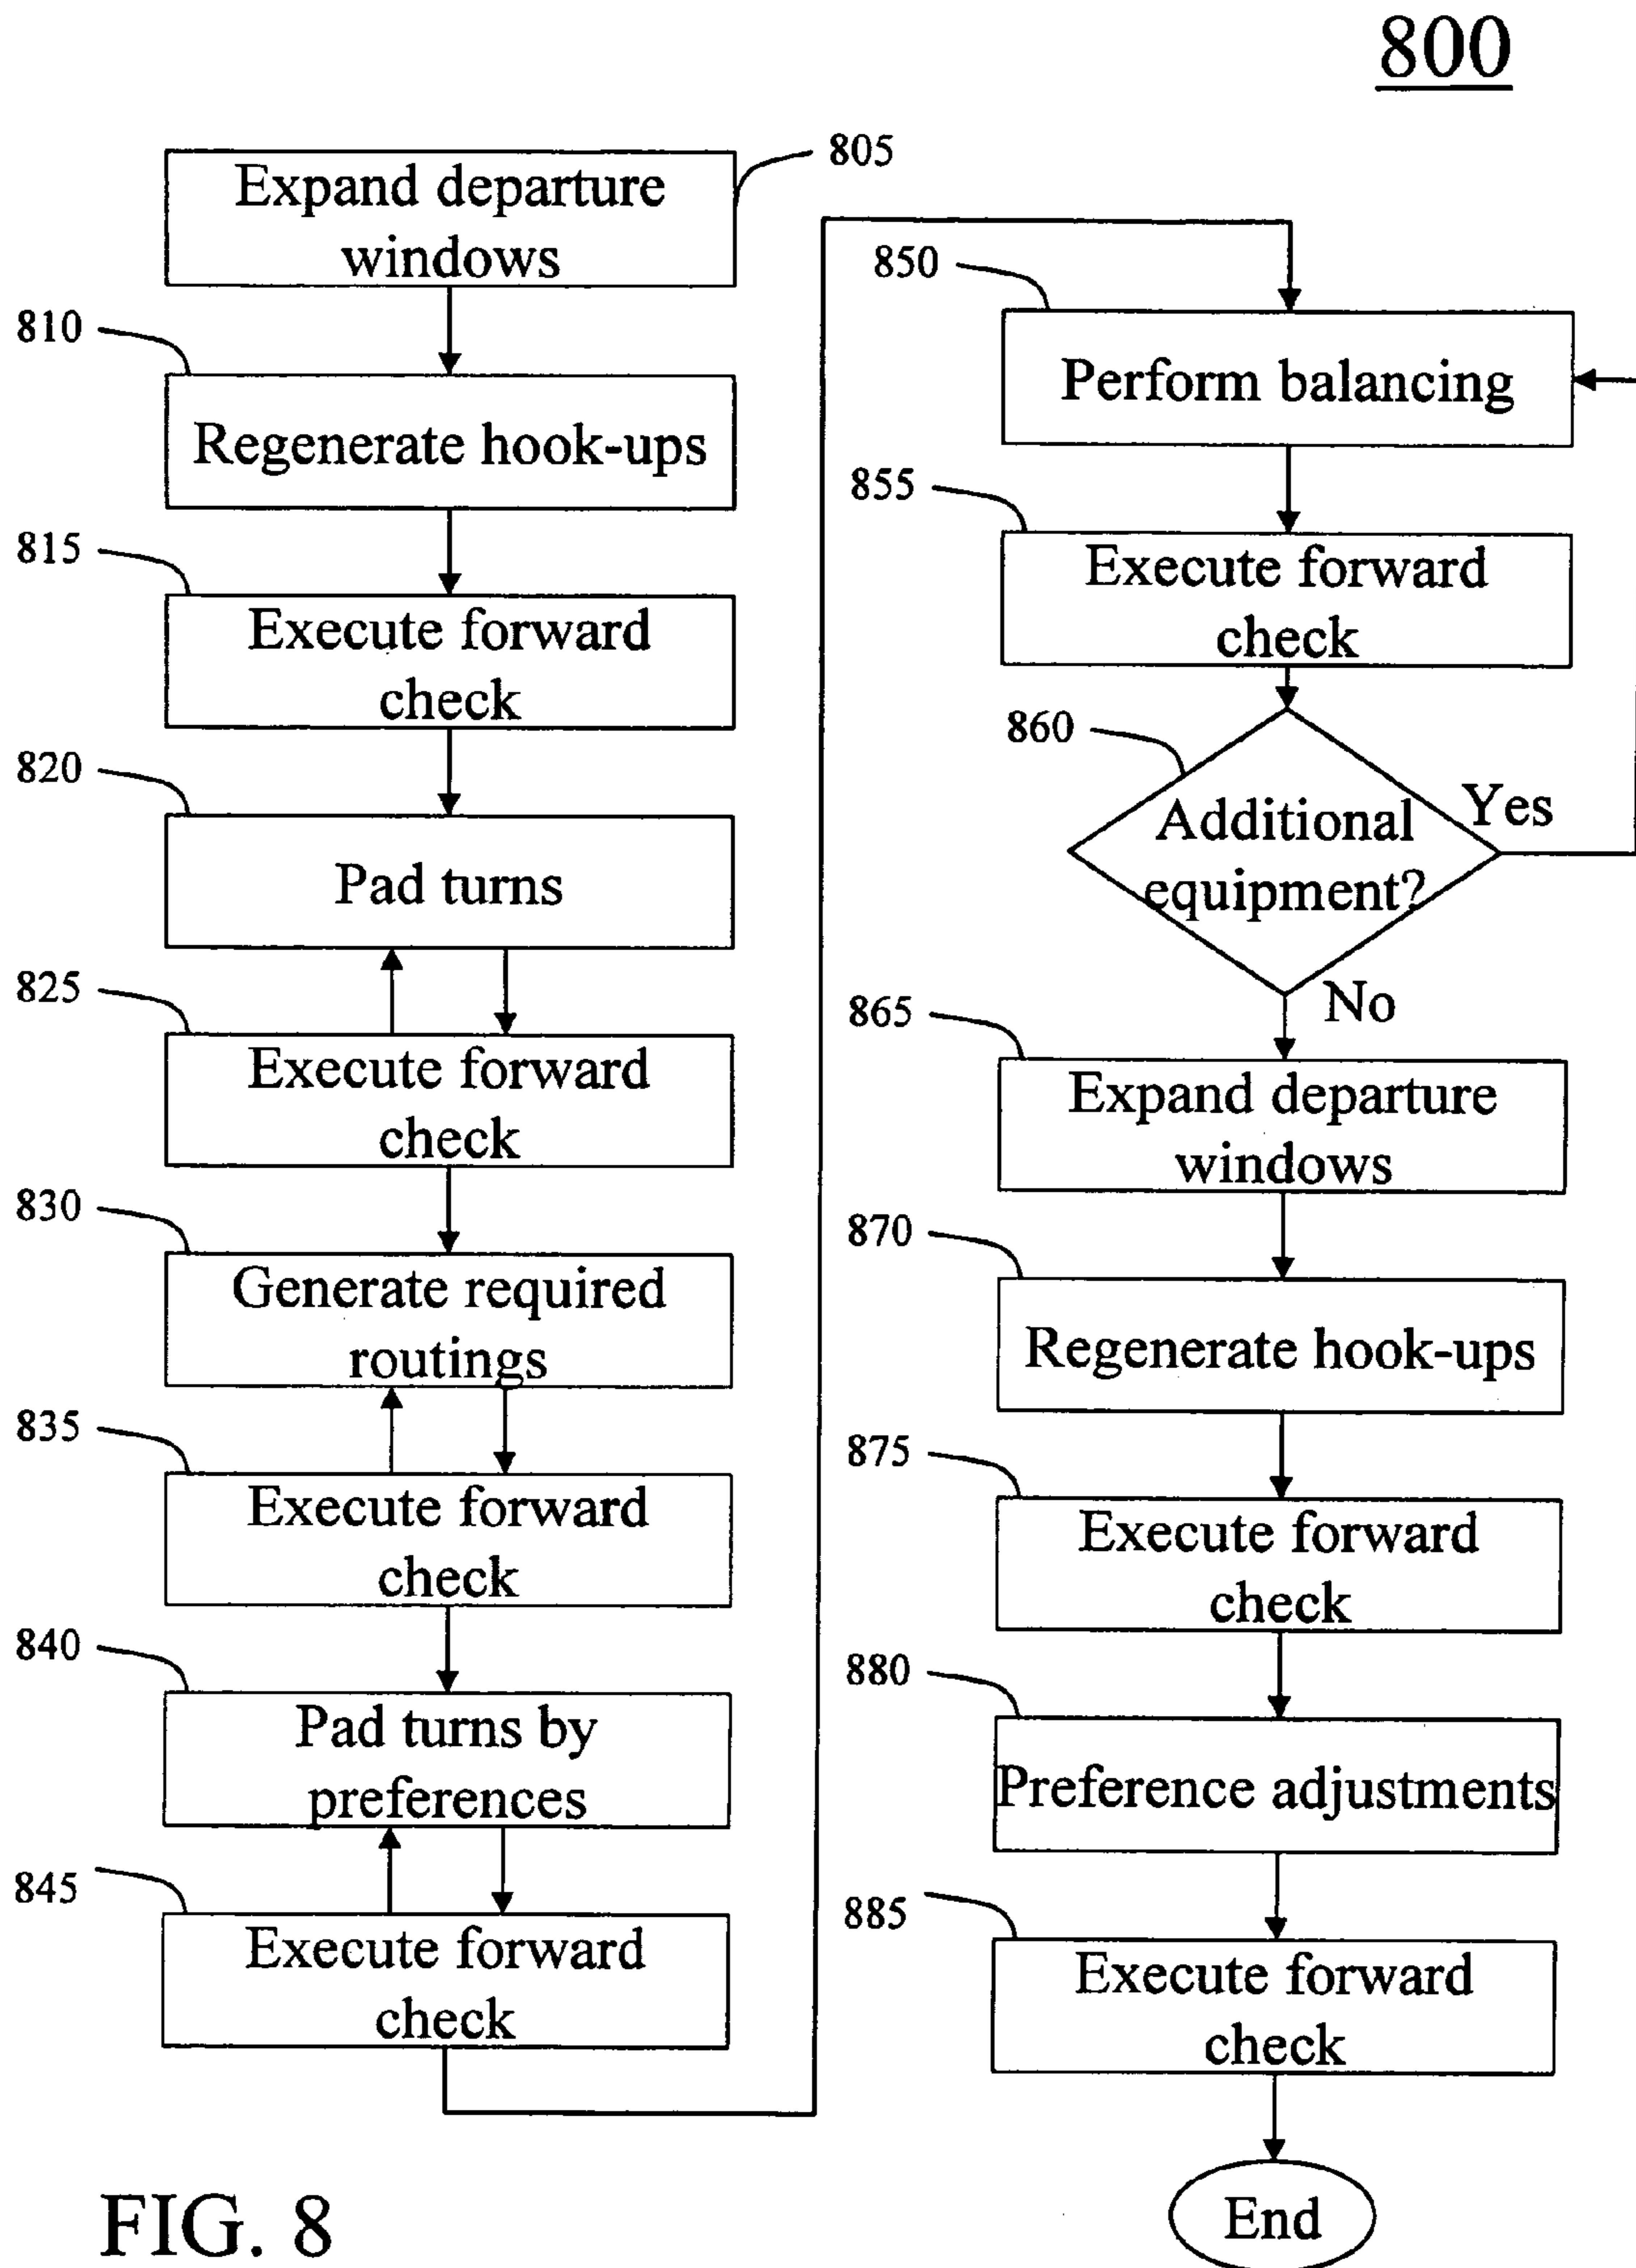 800
805
Expand departure
windows
810
Regenerate hook-ups
815
Execute forward
check
820
Pad turns
825
Execute forward
check
830
Generate required
routings
835
Execute forward
check
840
Pad turns by
preferences
845
Execute forward
check
850
Perform balancing
855
Execute forward
check
860
Additional
equipment?
Yes
No
865
Expand departure
windows
870
Regenerate hook-ups
875
Execute forward
check
880
Preference adjustments
885
Execute forward
check
End
FIG. 8